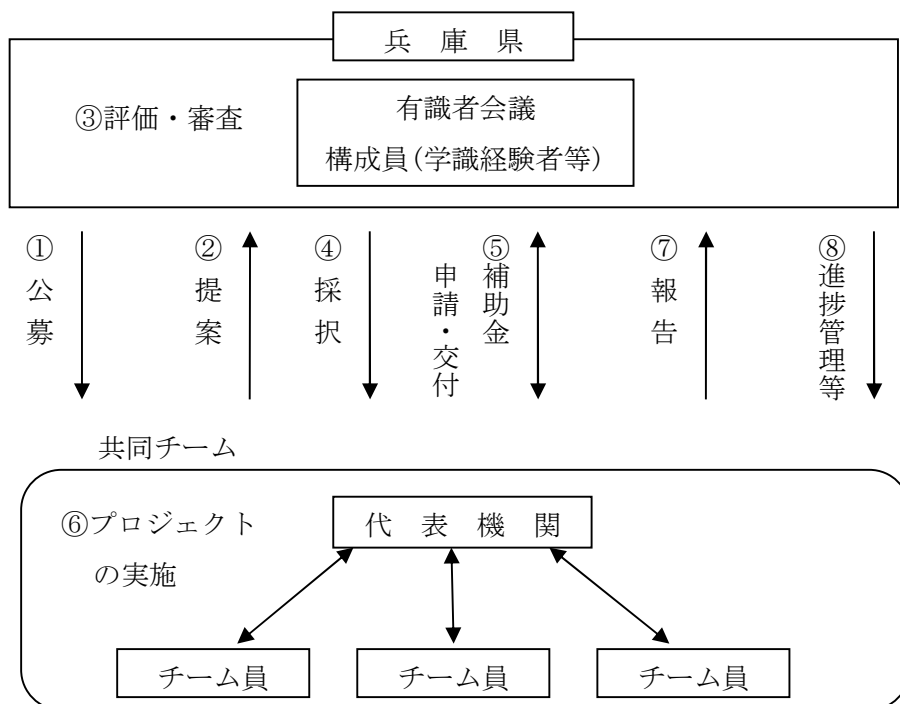 兵　庫　県
③評価・審査
有識者会議
構成員(学識経験者等)
①公募
②提案
④採択
⑤補助金
申請・交付
⑦報告
⑧進捗管理等
共同チーム
⑥プロジェクト
の実施
代　表　機　関
チーム員
チーム員
チーム員